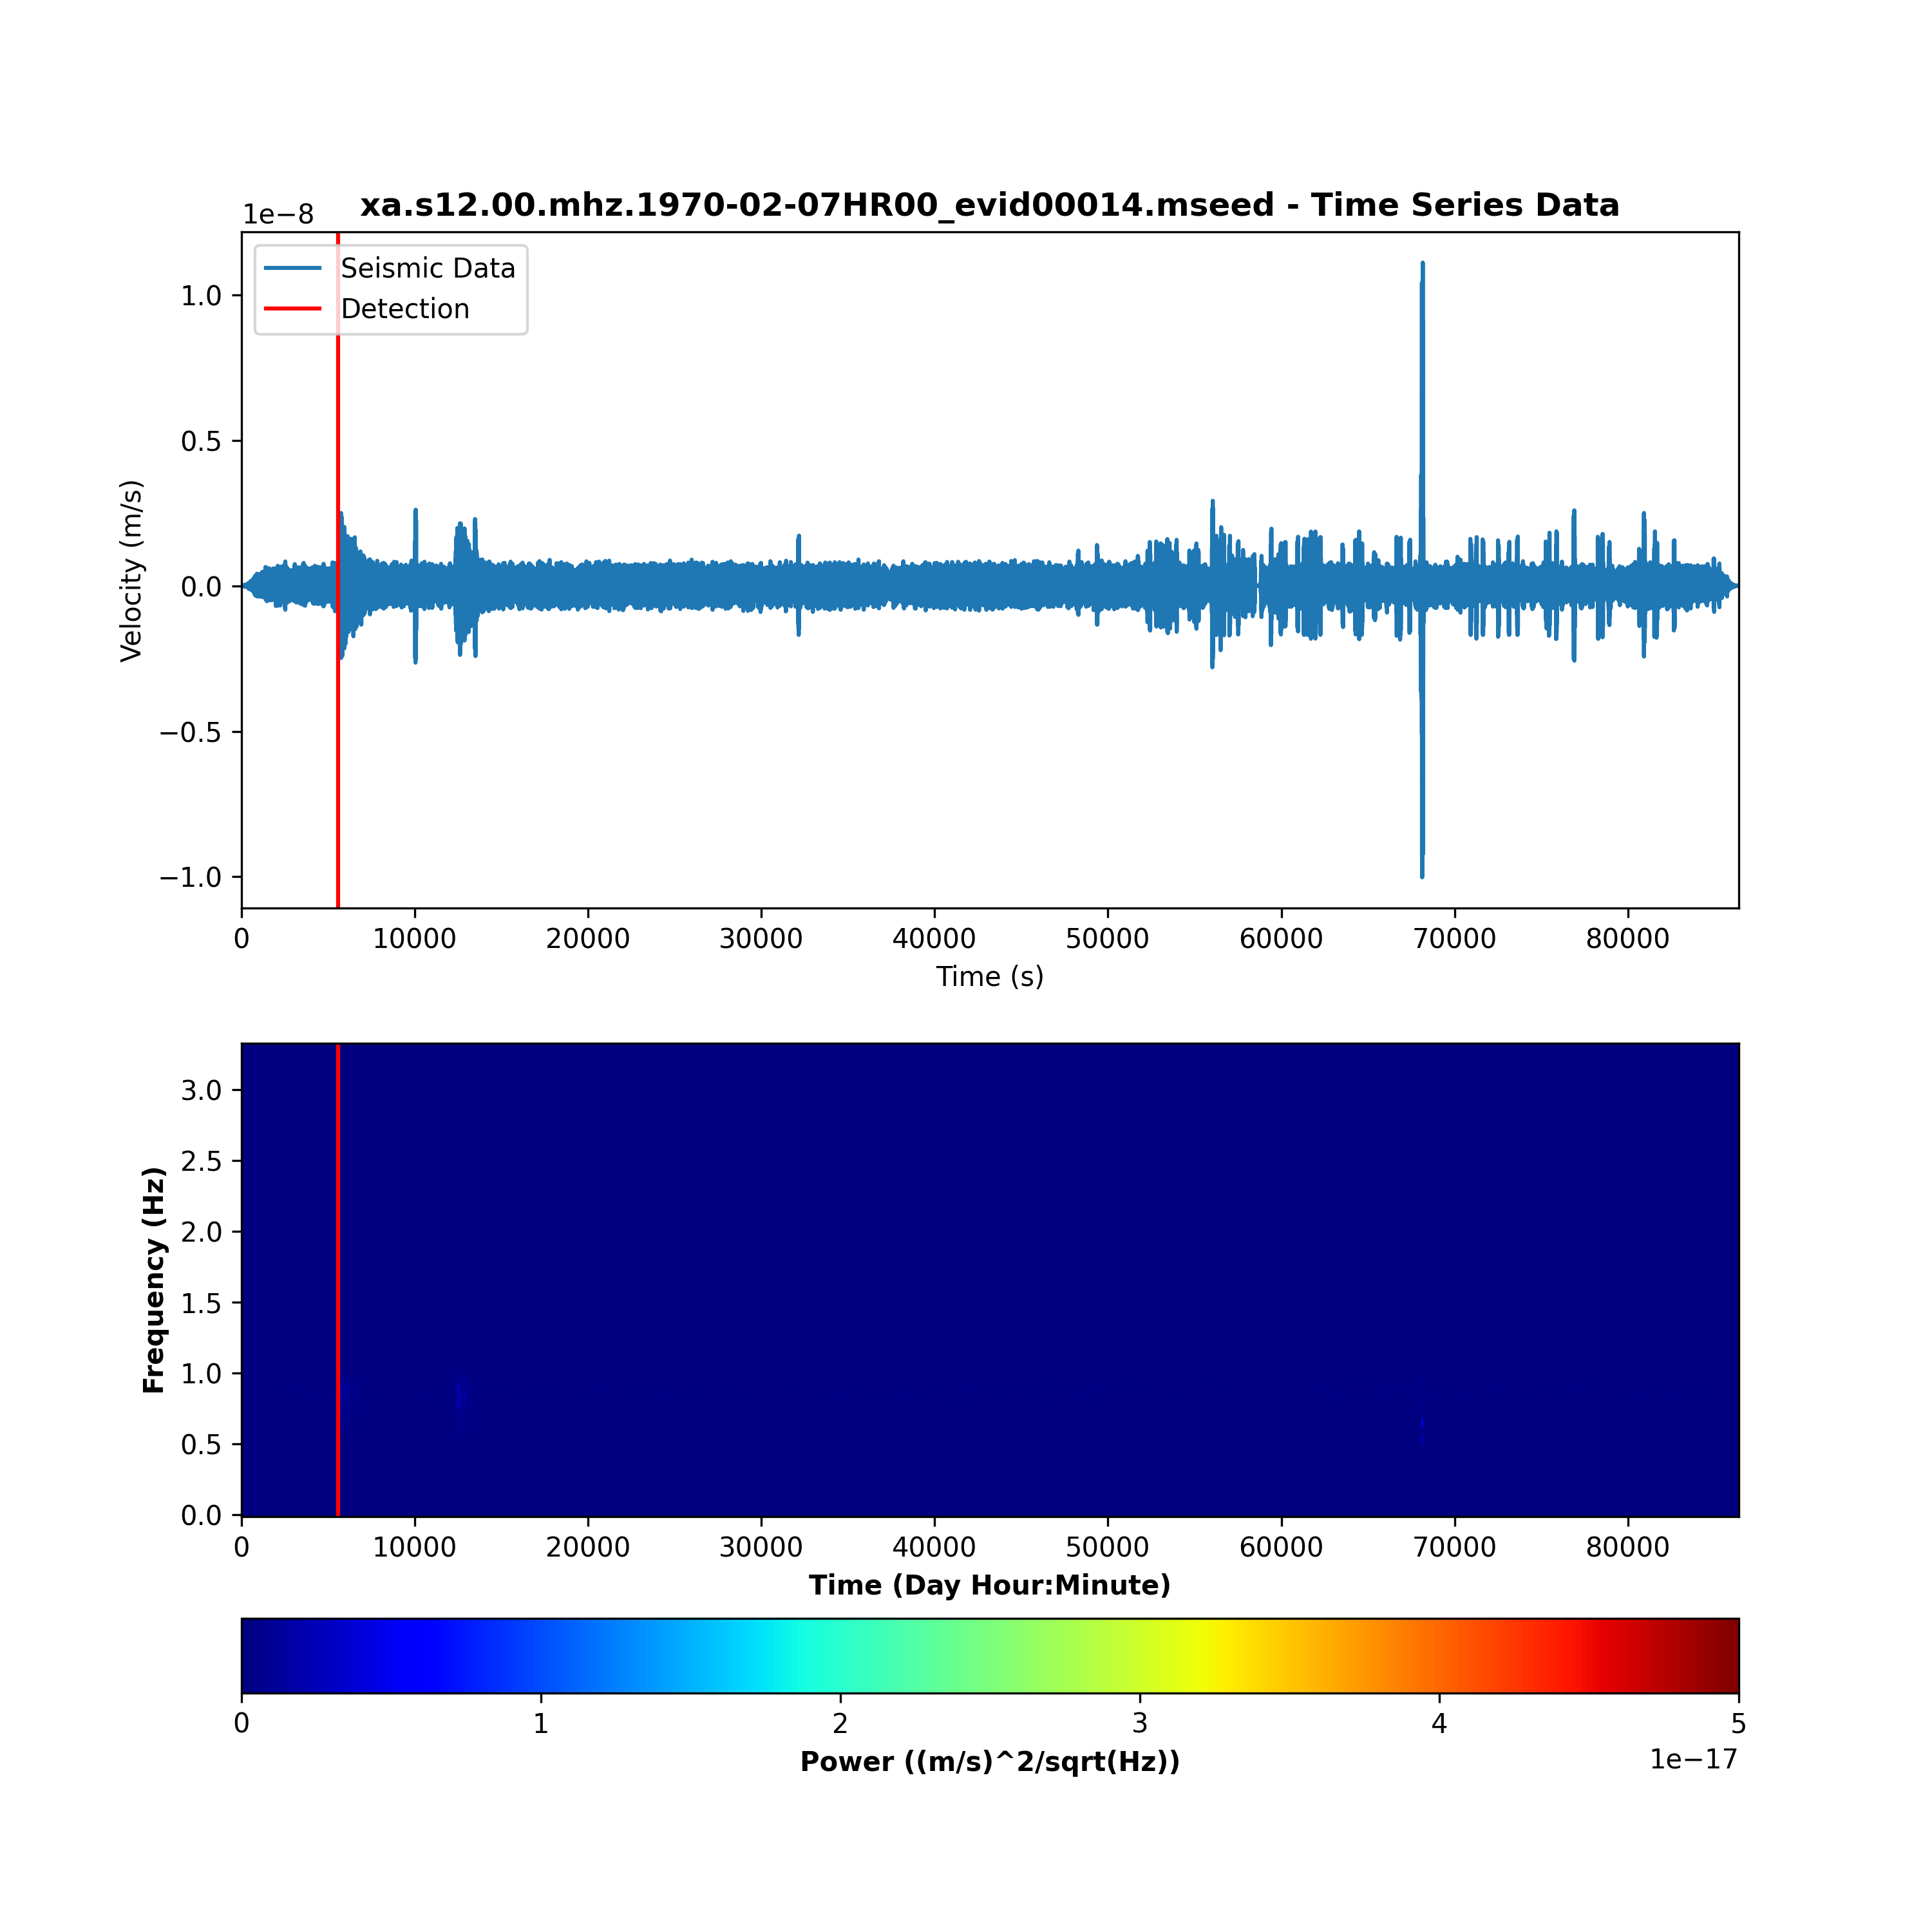 xa.s12.00.mhz.1970-02-07HR00_evid00014.mseed - Time Series Data
1e−8
Seismic Data
Detection
1.0
0.5
0.0
−0.5
−1.0
Velocity (m/s)
0 10000 20000 30000 40000 50000 60000 70000 80000
Time (s)
3.0
2.5
2.0
1.5
1.0
0.5
0.0
Frequency (Hz)
0 10000 20000 30000 40000 50000 60000 70000 80000
Time (Day Hour:Minute)
0 1 2 3 4 5
Power ((m/s)^2/sqrt(Hz))
1e−17